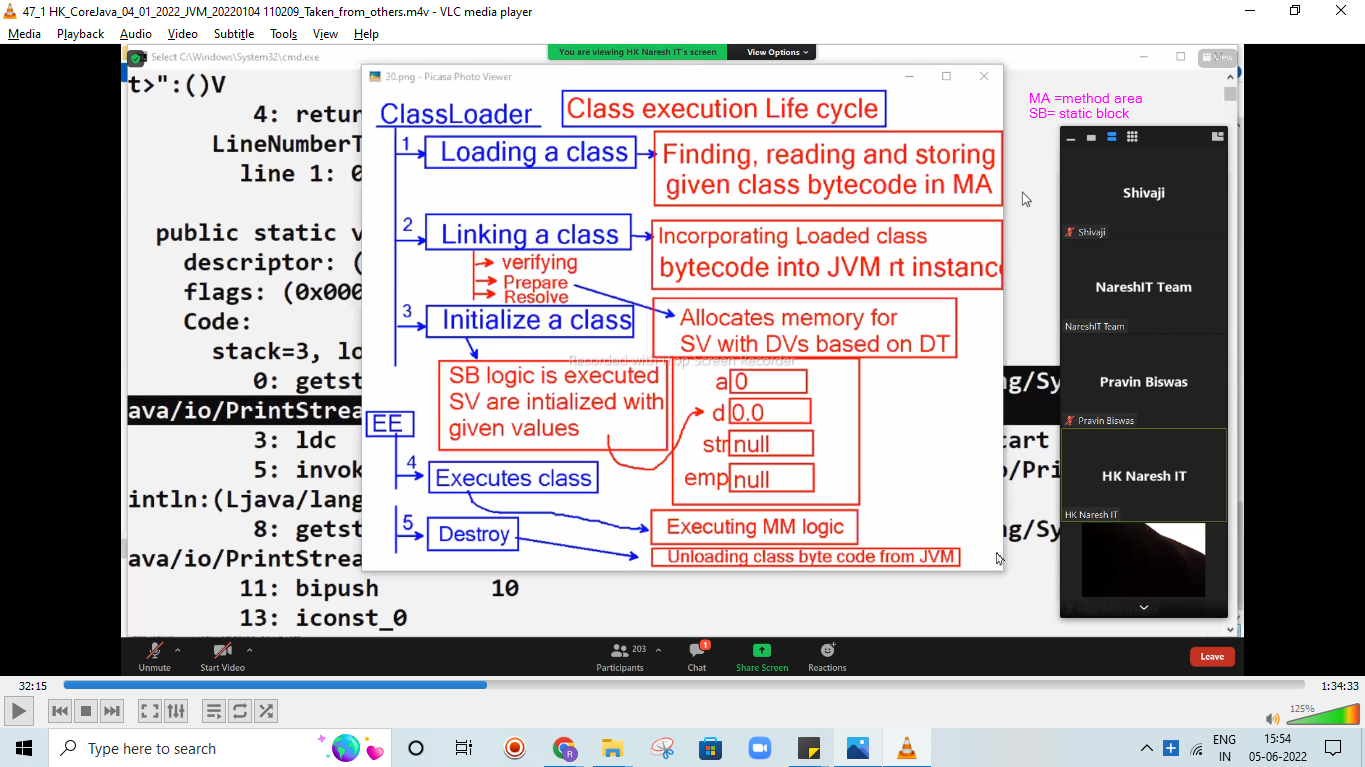 47_1 HK_CoreJava_04_01_2022_JVM_20220104 110209_Taken_from_others.m4v - VLC media player
Media Playback Audio Video Subtitle Tools View Help
You are viewing HK Naresh IT's screen View Options
Select C:\Windows\System32\cmd.exe
View
20.png - Picasa Photo Viewer
t>":()V
4: retur
LineNumberT
line 1: 0
public static v
descriptor: (
flags: (0x000
Code:
stack=3, lo
0: getst
ng/Sy
ava/io/PrintStrea
3: ldc
tart
5: invok
o/Pri
intln:(Ljava/lang
8: getst
ng/Sy
ava/io/PrintStrea
11: bipush 10
13: iconst_0
ClassLoader
Class execution Life cycle
1 Loading a class
Finding, reading and storing
given class bytecode in MA
2 Linking a class
Incorporating Loaded class
bytecode into JVM rt instanc
verifying
Prepare
Resolve
3 Initialize a class
Allocates memory for
SV with DVs based on DT
SB logic is executed
SV are intialized with
given values
a 0
d 0.0
str null
emp null
EE
4 Executes class
Executing MM logic
5 Destroy
Unloading class byte code from JVM
MA =method area
SB= static block
Shivaji
Shivaji
NareshIT Team
NareshIT Team
Pravin Biswas
Pravin Biswas
HK Naresh IT
HK Naresh IT
Unmute
Start Video
203
Participants
1
Chat
Share Screen
Reactions
Leave
32:15
1:34:33
125%
Type here to search
R
ENG
IN
15:54
05-06-2022